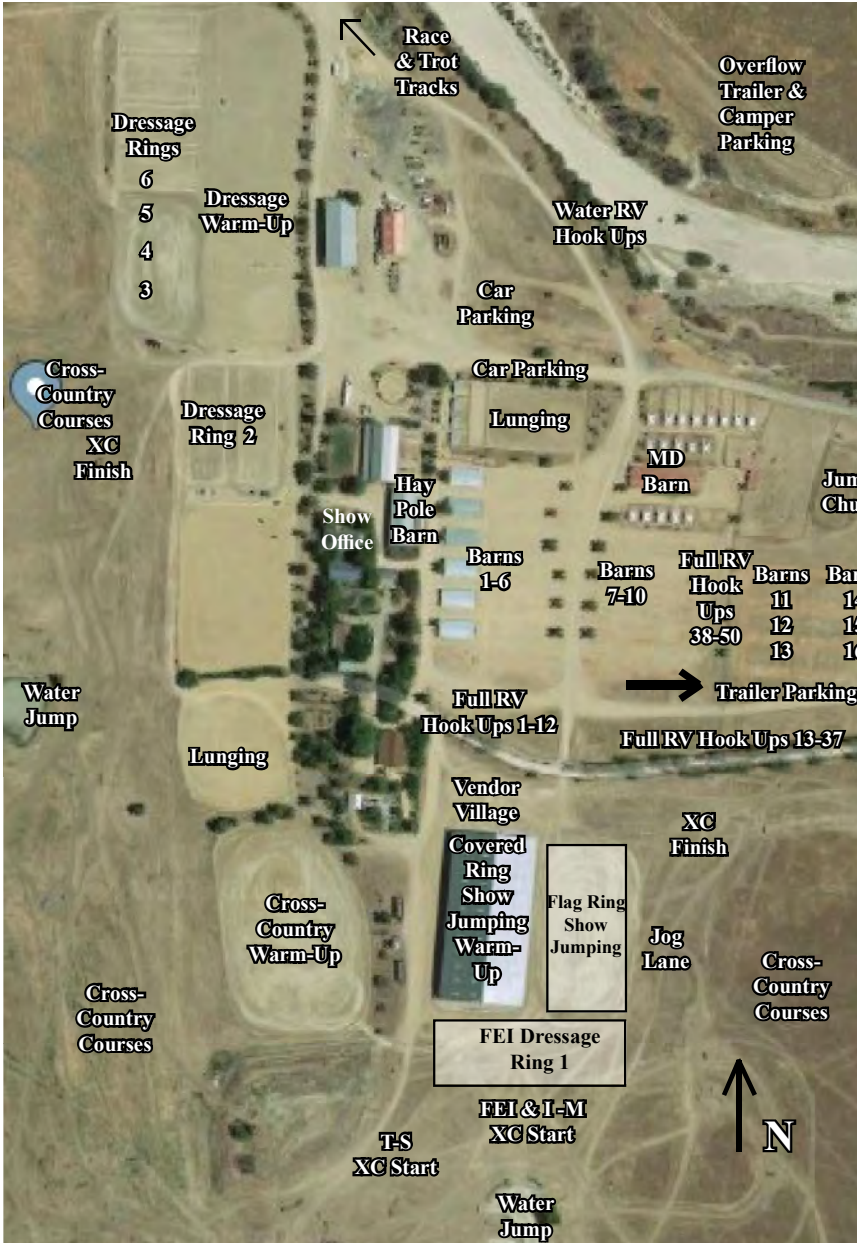 Race
& Trot
Tracks
Overflow
Trailer &
Camper
Parking
Dressage
Rings
6
5
4
3
Dressage
Warm-Up
Water RV
Hook Ups
Car
Parking
Car Parking
Cross-
Country
Courses
XC
Finish
Dressage
Ring 2
Lunging
MD
Barn
Hay
Pole
Barn
Show
Office
Barns
1-6
Barns
7-10
Full RV
Hook
Ups
38-50
Barns
11
12
13
Trailer Parking
Water
Jump
Full RV
Hook Ups 1-12
Full RV Hook Ups 13-37
Lunging
Vendor
Village
XC
Finish
Covered
Ring
Show
Jumping
Warm-
Up
Flag Ring
Show
Jumping
Cross-
Country
Warm-Up
Jog
Lane
Cross-
Country
Courses
Cross-
Country
Courses
FEI Dressage
Ring 1
FEI & I -M
XC Start
T-S
XC Start
N
Water
Jump